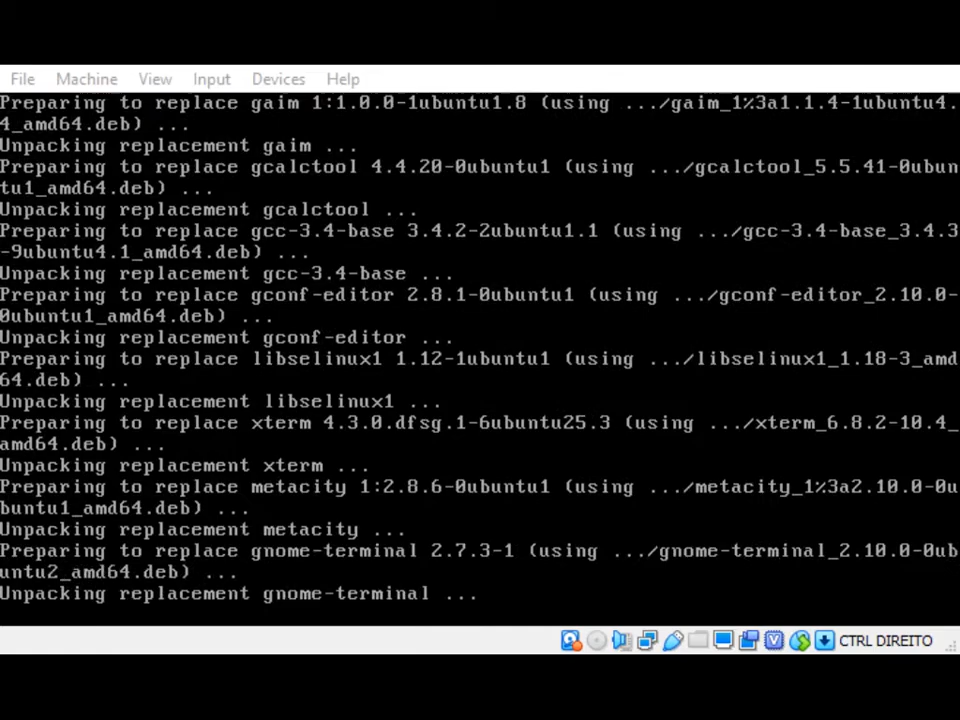 File Machine View Input Devices Help
Preparing to replace gaim 1:1.0.0-1ubuntu1.8 (using .../gaim_1%3a1.1.4-1ubuntu4.
4_amd64.deb) ...
Unpacking replacement gaim ...
Preparing to replace gcalctool 4.4.20-0ubuntu1 (using .../gcalctool_5.5.41-0ubun
tu1_amd64.deb) ...
Unpacking replacement gcalctool ...
Preparing to replace gcc-3.4-base 3.4.2-2ubuntu1.1 (using .../gcc-3.4-base_3.4.3
-9ubuntu4.1_amd64.deb) ...
Unpacking replacement gcc-3.4-base ...
Preparing to replace gconf-editor 2.8.1-0ubuntu1 (using .../gconf-editor_2.10.0-
0ubuntu1_amd64.deb) ...
Unpacking replacement gconf-editor ...
Preparing to replace libselinux1 1.12-1ubuntu1 (using .../libselinux1_1.18-3_amd
64.deb) ...
Unpacking replacement libselinux1 ...
Preparing to replace xterm 4.3.0.dfsg.1-6ubuntu25.3 (using .../xterm_6.8.2-10.4_
amd64.deb) ...
Unpacking replacement xterm ...
Preparing to replace metacity 1:2.8.6-0ubuntu1 (using .../metacity_1%3a2.10.0-0u
buntu1_amd64.deb) ...
Unpacking replacement metacity ...
Preparing to replace gnome-terminal 2.7.3-1 (using .../gnome-terminal_2.10.0-0ub
untu2_amd64.deb) ...
Unpacking replacement gnome-terminal ...
CTRL DIREITO